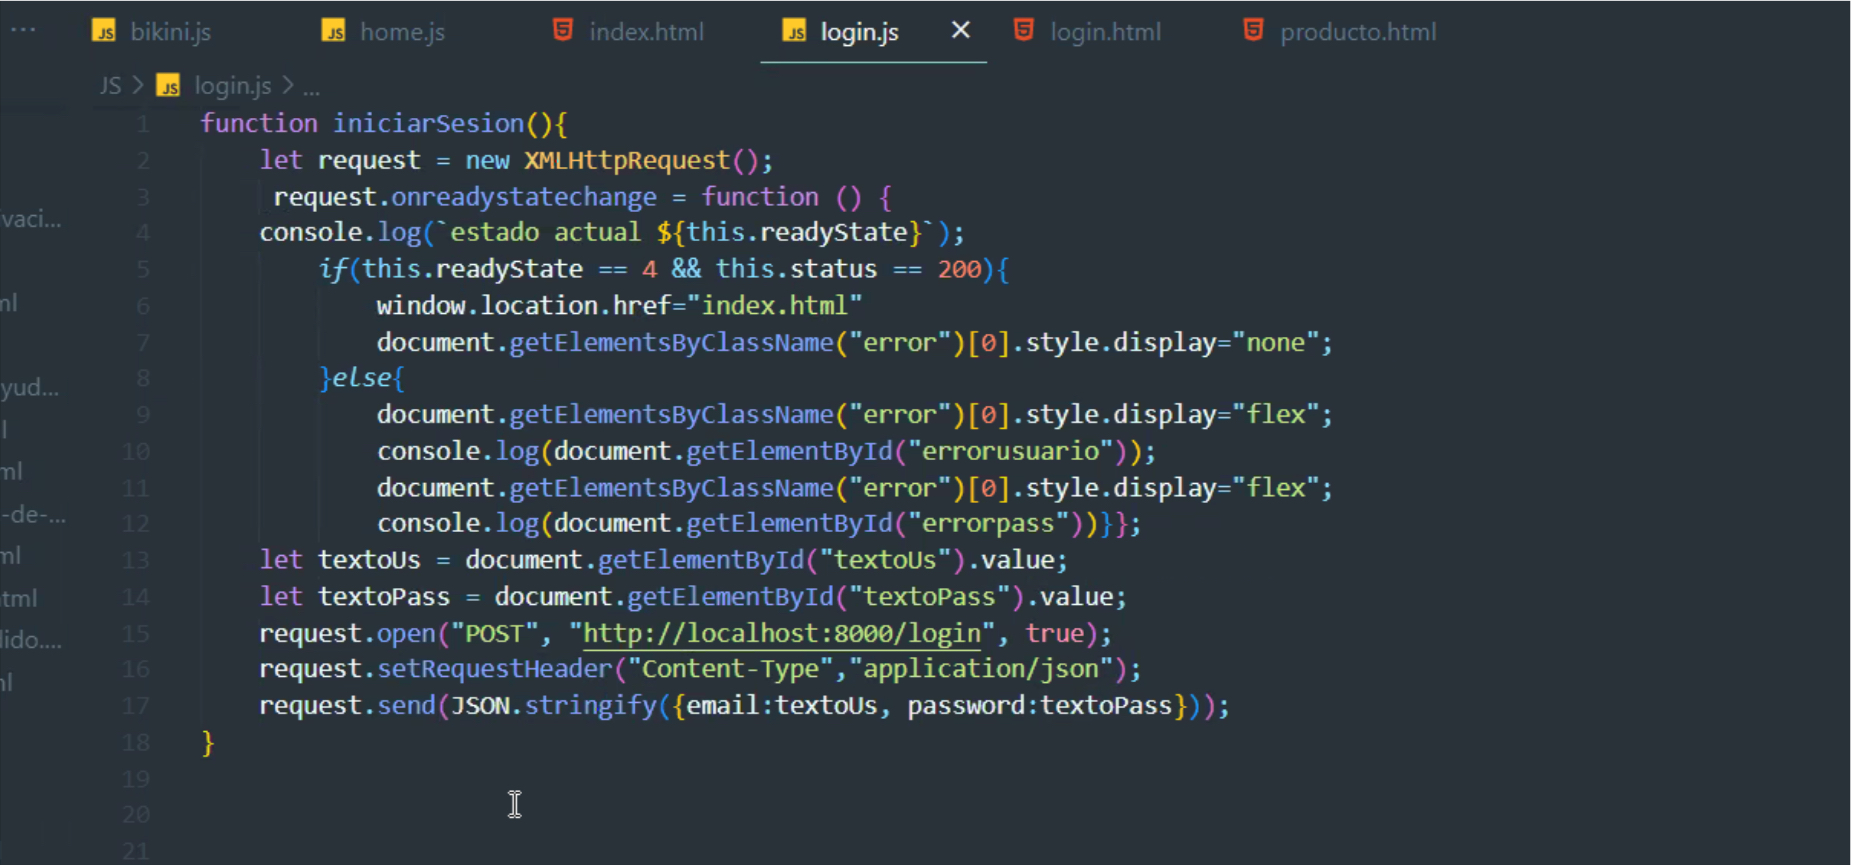 ... JS bikini.js JS home.js index.html JS login.js × login.html producto.html
JS > JS login.js > ...
1 function iniciarSesion(){
2 let request = new XMLHttpRequest();
3 request.onreadystatechange = function () {
4 console.log(`estado actual ${this.readyState}`);
5 if(this.readyState == 4 && this.status == 200){
6 window.location.href="index.html"
7 document.getElementsByClassName("error")[0].style.display="none";
8 }else{
9 document.getElementsByClassName("error")[0].style.display="flex";
10 console.log(document.getElementById("errorusuario"));
11 document.getElementsByClassName("error")[0].style.display="flex";
12 console.log(document.getElementById("errorpass"))}};
13 let textoUs = document.getElementById("textoUs").value;
14 let textoPass = document.getElementById("textoPass").value;
15 request.open("POST", "http://localhost:8000/login", true);
16 request.setRequestHeader("Content-Type","application/json");
17 request.send(JSON.stringify({email:textoUs, password:textoPass}));
18 }
19
20
21
vaci...
ml
yud...
l
ml
-de-...
ml
tml
dido....
ml